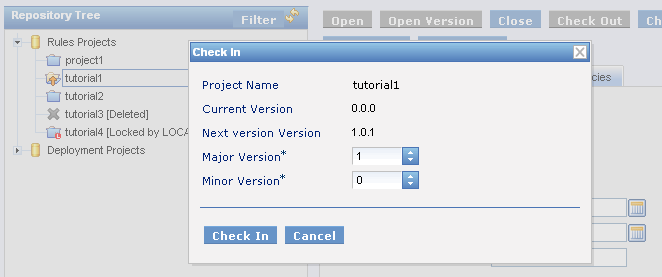 Repository Tree
Filter
Open
Open Version
Close
Check Out
Rules Projects
project1
tutorial1
tutorial2
tutorial3 [Deleted]
tutorial4 [Locked by LOCA
Deployment Projects
Check In
Project Name tutorial1
Current Version 0.0.0
Next version Version 1.0.1
Major Version* 1
Minor Version* 0
Check In
Cancel